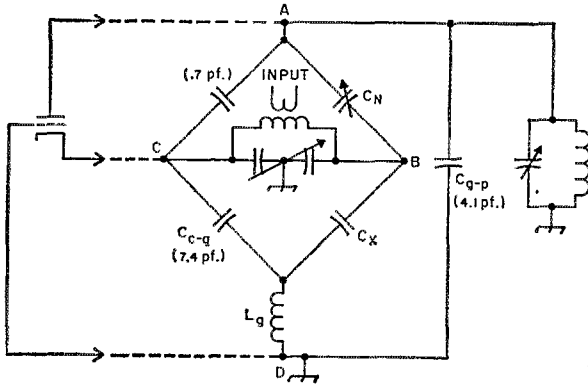 A
(.7 pf.)
INPUT
C_N
C
B
C_g-p
(4.1 pf.)
C_c-g
(7.4 pf.)
C_X
L_g
D